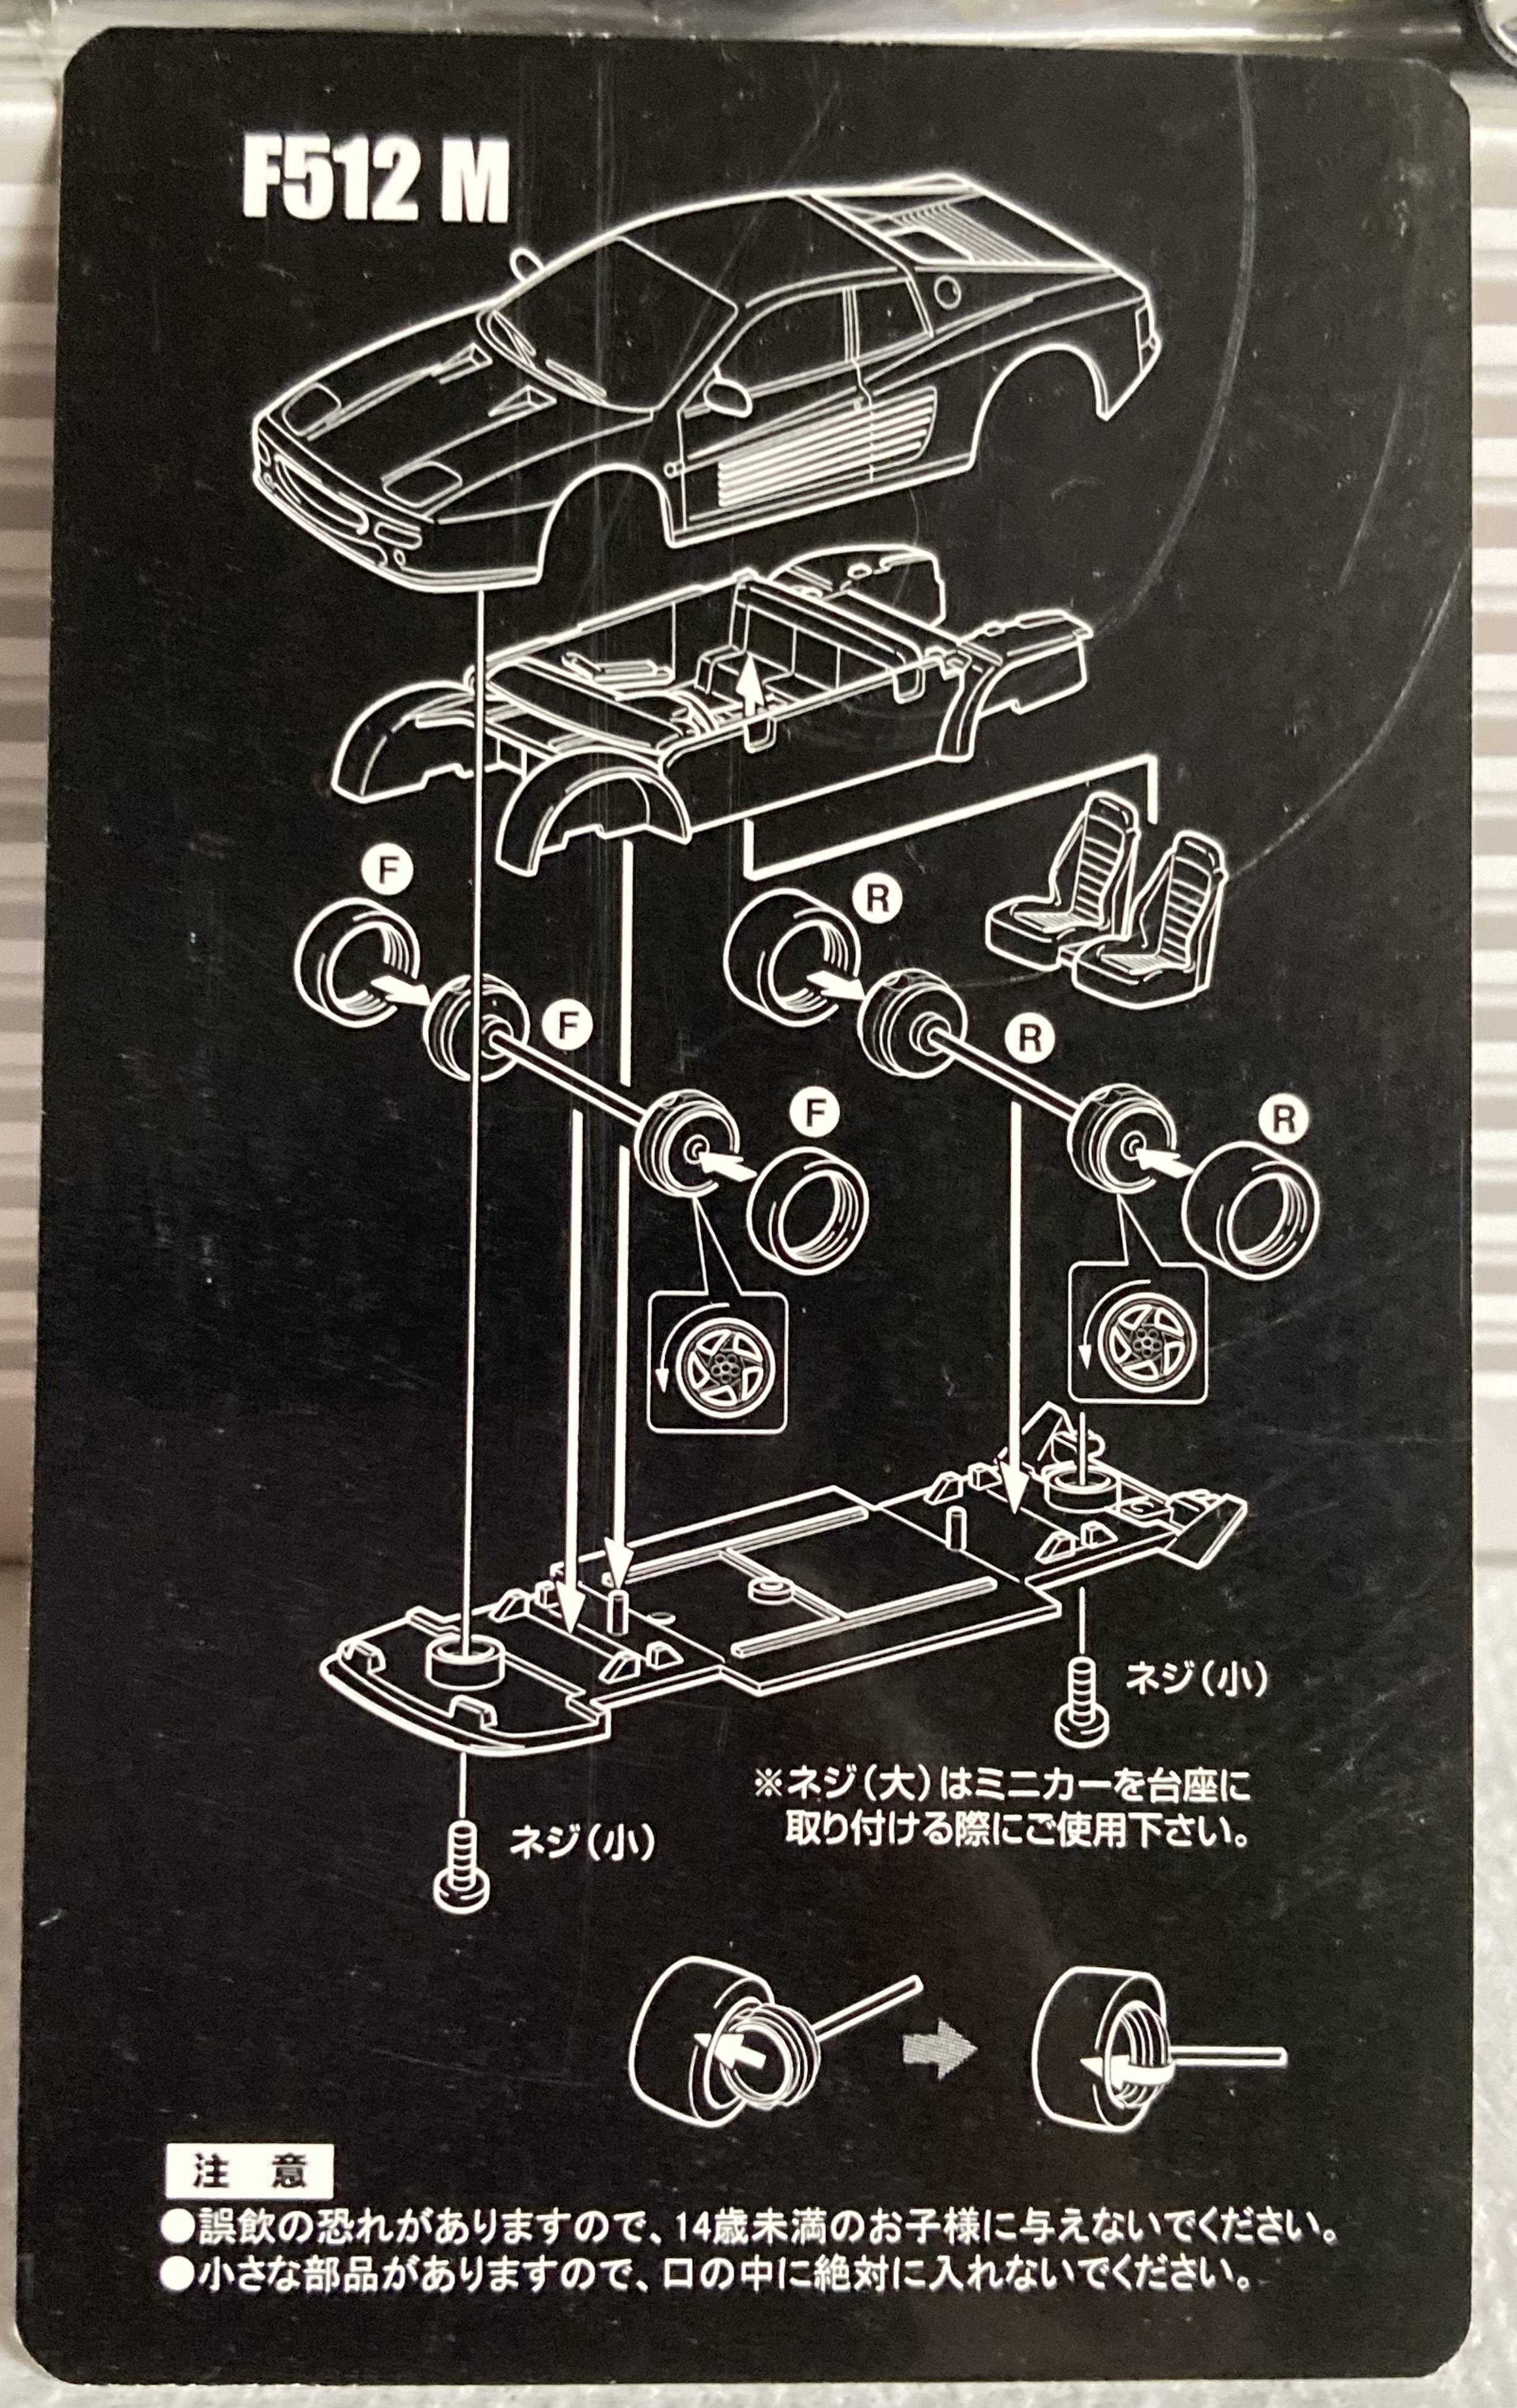 F512 M
F
R
F
R
F
R
ネジ(小)
※ネジ(大)はミニカーを台座に
取り付ける際にご使用下さい。
ネジ(小)
注 意
●誤飲の恐れがありますので、14歳未満のお子様に与えないでください。
●小さな部品がありますので、口の中に絶対に入れないでください。